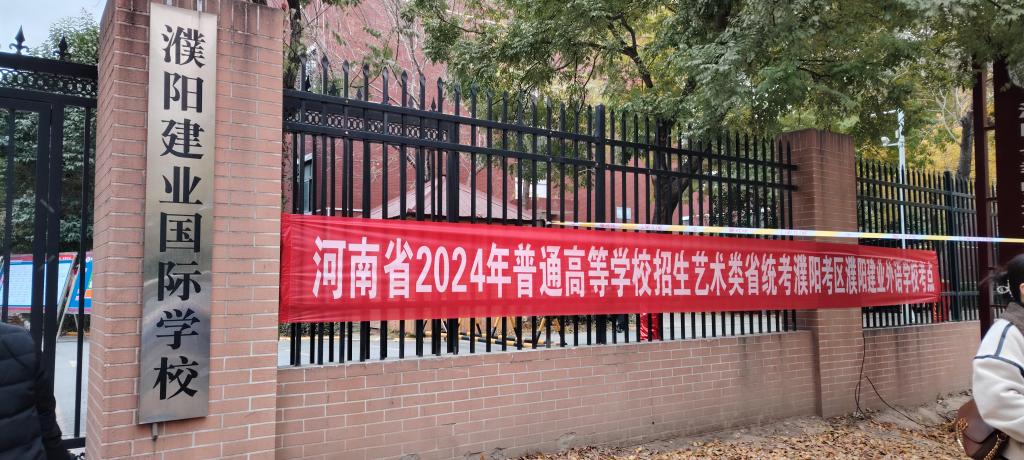 濮阳建业国际学校
河南省2024年普通高等学校招生艺术类省统考濮阳考区濮阳建业外语学校考点